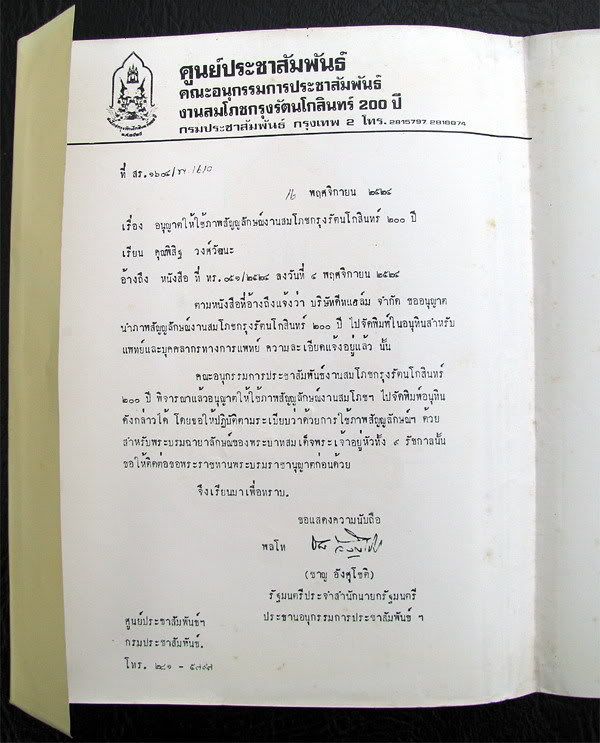 ศูนย์ประชาสัมพันธ์
คณะอนุกรรมการประชาสัมพันธ์
งานสมโภชกรุงรัตนโกสินทร์ 200 ปี
กรมประชาสัมพันธ์ กรุงเทพ 2 โทร. 2815797 2818074
ที่ สร.๑๖๐๔/
16 พฤศจิกายน ๒๕๒๔
เรื่อง อนุญาตให้ใช้ภาพสัญญลักษณ์งานสมโภชกรุงรัตนโกสินทร์ ๒๐๐ ปี
เรียน คุณพิสิฐ วงศ์วัฒนะ
อ้างถึง หนังสือ ที่ ทร.๐๕๑/๒๕๒๔ ลงวันที่ ๔ พฤศจิกายน ๒๕๒๔
ตามหนังสือที่อ้างถึงแจ้งว่า บริษัทดีทแฮล์ม จำกัด ขออนุญาต
นำภาพสัญญลักษณ์งานสมโภชกรุงรัตนโกสินทร์ ๒๐๐ ปี ไปจัดพิมพ์ในอนุทินสำหรับ
แพทย์และบุคคลากรทางการแพทย์ ความละเอียดแจ้งอยู่แล้ว นั้น
คณะอนุกรรมการประชาสัมพันธ์งานสมโภชกรุงรัตนโกสินทร์
๒๐๐ ปี พิจารณาแล้วอนุญาตให้ใช้ภาพสัญญลักษณ์งานสมโภชฯ ไปจัดพิมพ์อนุทิน
ดังกล่าวได้ โดยขอให้ปฏิบัติตามระเบียบว่าด้วยการใช้ภาพสัญญลักษณ์ฯ ด้วย
สำหรับพระบรมฉายาลักษณ์ของพระบาทสมเด็จพระเจ้าอยู่หัวทั้ง ๙ รัชกาลนั้น
ขอให้ติดต่อขอพระราชทานพระบรมราชานุญาตก่อนด้วย
จึงเรียนมาเพื่อทราบ.
ขอแสดงความนับถือ
พลโท
(ชาญ อังศุโชติ)
รัฐมนตรีประจำสำนักนายกรัฐมนตรี
ประธานอนุกรรมการประชาสัมพันธ์ ฯ
ศูนย์ประชาสัมพันธ์ฯ
กรมประชาสัมพันธ์.
โทร. ๒๘๑ - ๕๗๙๗